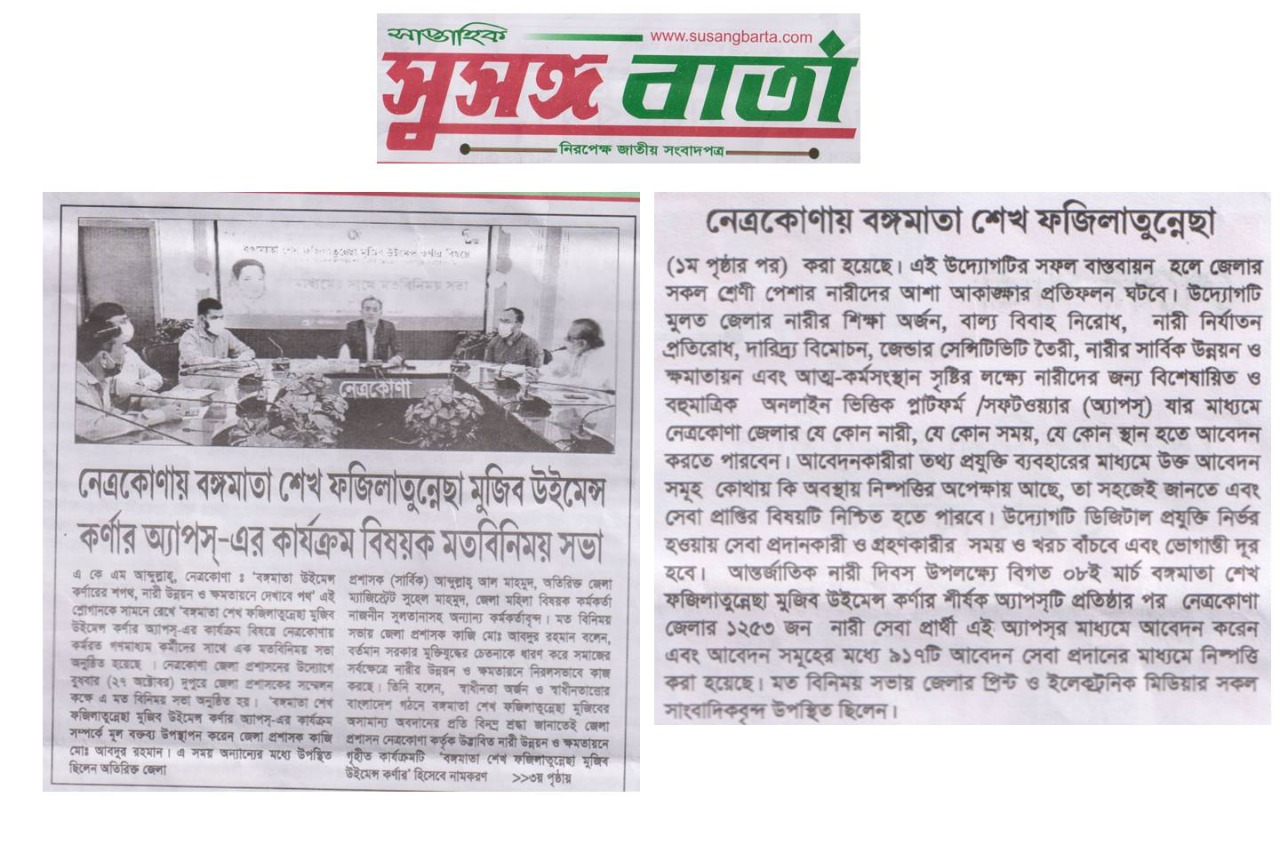 সাপ্তাহিক
www.susangbarta.com
সুসঙ্গ বার্তা
নিরপেক্ষ জাতীয় সংবাদপত্র
বঙ্গমাতা শেখ ফজিলাতুন্নেছা মুজিব উইমেন্স কর্ণার বিষয়ে
মাধ্যমের সাথে মতবিনিময় সভা
নেত্রকোণা
নেত্রকোণায় বঙ্গমাতা শেখ ফজিলাতুন্নেছা মুজিব উইমেন্স
কর্ণার অ্যাপস্-এর কার্যক্রম বিষয়ক মতবিনিময় সভা
এ কে এম আব্দুল্লাহ্, নেত্রকোণা ঃ ‘বঙ্গমাতা উইমেন্স
কর্ণারের শপথ, নারী উন্নয়ন ও ক্ষমতায়নে দেখাবে পথ’ এই
শ্লোগানকে সামনে রেখে ‘বঙ্গমাতা শেখ ফজিলাতুন্নেছা মুজিব
উইমেন্স কর্ণার অ্যাপস্-এর কার্যক্রম বিষয়ে নেত্রকোণায়
কর্মরত গণমাধ্যম কর্মীদের সাথে এক মতবিনিময় সভা
অনুষ্ঠিত হয়েছে । নেত্রকোণা জেলা প্রশাসনের উদ্যোগে
বুধবার (২৭ অক্টোবর) দুপুরে জেলা প্রশাসকের সম্মেলন
কক্ষে এ মত বিনিময় সভা অনুষ্ঠিত হয়। ‘বঙ্গমাতা শেখ
ফজিলাতুন্নেছা মুজিব উইমেন্স কর্ণার অ্যাপস্-এর কার্যক্রম
সম্পর্কে মূল বক্তব্য উপস্থাপন করেন জেলা প্রশাসক কাজি
মোঃ আবদুর রহমান। এ সময় অন্যান্যের মধ্যে উপস্থিত
ছিলেন অতিরিক্ত জেলা
প্রশাসক (সার্বিক) আব্দুল্লাহ আল মাহমুন, অতিরিক্ত জেলা
ম্যাজিস্ট্রেট সুহেল মাহমুদ, জেলা মহিলা বিষয়ক কর্মকর্তা
নাজনীন সুলতানাসহ অন্যান্য কর্মকর্তাবৃন্দ। মত বিনিময়
সভায় জেলা প্রশাসক কাজি মোঃ আবদুর রহমান বলেন,
বর্তমান সরকার মুক্তিযুদ্ধের চেতনাকে ধারণ করে সমাজের
সর্বক্ষেত্রে নারীর উন্নয়ন ও ক্ষমতায়নে নিরলসভাবে কাজ
করছে। তিনি বলেন, স্বাধীনতা অর্জন ও স্বাধীনতাত্তোর
বাংলাদেশ গঠনে বঙ্গমাতা শেখ ফজিলাতুন্নেছা মুজিবের
অসামান্য অবদানের প্রতি বিনম্র শ্রদ্ধা জানাতেই জেলা
প্রশাসন নেত্রকোণা কর্তৃক উদ্ভাবিত নারী উন্নয়ন ও ক্ষমতায়নে
গৃহীত কার্যক্রমটি ‘বঙ্গমাতা শেখ ফজিলাতুন্নেছা মুজিব
উইমেন্স কর্ণার’ হিসেবে নামকরণ >>৩য় পৃষ্ঠায়
নেত্রকোণায় বঙ্গমাতা শেখ ফজিলাতুন্নেছা
(১ম পৃষ্ঠার পর) করা হয়েছে। এই উদ্যোগটির সফল বাস্তবায়ন হলে জেলার
সকল শ্রেণী পেশার নারীদের আশা আকাঙ্ক্ষার প্রতিফলন ঘটবে। উদ্যোগটি
মুলত জেলার নারীর শিক্ষা অর্জন, বাল্য বিবাহ নিরোধ, নারী নির্যাতন
প্রতিরোধ, দারিদ্র্য বিমোচন, জেন্ডার সেন্সিটিভিটি তৈরী, নারীর সার্বিক উন্নয়ন ও
ক্ষমাতায়ন এবং আত্ম-কর্মসংস্থান সৃষ্টির লক্ষ্যে নারীদের জন্য বিশেষায়িত ও
বহুমাত্রিক অনলাইন ভিত্তিক প্লাটফর্ম /সফটওয়্যার (অ্যাপস্) যার মাধ্যমে
নেত্রকোণা জেলার যে কোন নারী, যে কোন সময়, যে কোন স্থান হতে আবেদন
করতে পারবেন। আবেদনকারীরা তথ্য প্রযুক্তি ব্যবহারের মাধ্যমে উক্ত আবেদন
সমূহ কোথায় কি অবস্থায় নিষ্পত্তির অপেক্ষায় আছে, তা সহজেই জানতে এবং
সেবা প্রাপ্তির বিষয়টি নিশ্চিত হতে পারবে। উদ্যোগটি ডিজিটাল প্রযুক্তি নির্ভর
হওয়ায় সেবা প্রদানকারী ও গ্রহণকারীর সময় ও খরচ বাঁচবে এবং ভোগান্তী দূর
হবে। আন্তর্জাতিক নারী দিবস উপলক্ষ্যে বিগত ০৮ই মার্চ বঙ্গমাতা শেখ
ফজিলাতুন্নেছা মুজিব উইমেন্স কর্ণার শীর্ষক অ্যাপস্‌টি প্রতিষ্ঠার পর নেত্রকোণা
জেলার ১২৫৩ জন নারী সেবা প্রার্থী এই অ্যাপস্‌র মাধ্যমে আবেদন করেন
এবং আবেদন সমূহের মধ্যে ৯১৭টি আবেদন সেবা প্রদানের মাধ্যমে নিষ্পত্তি
করা হয়েছে। মত বিনিময় সভায় জেলার প্রিন্ট ও ইলেকট্রনিক মিডিয়ার সকল
সাংবাদিকবৃন্দ উপস্থিত ছিলেন।